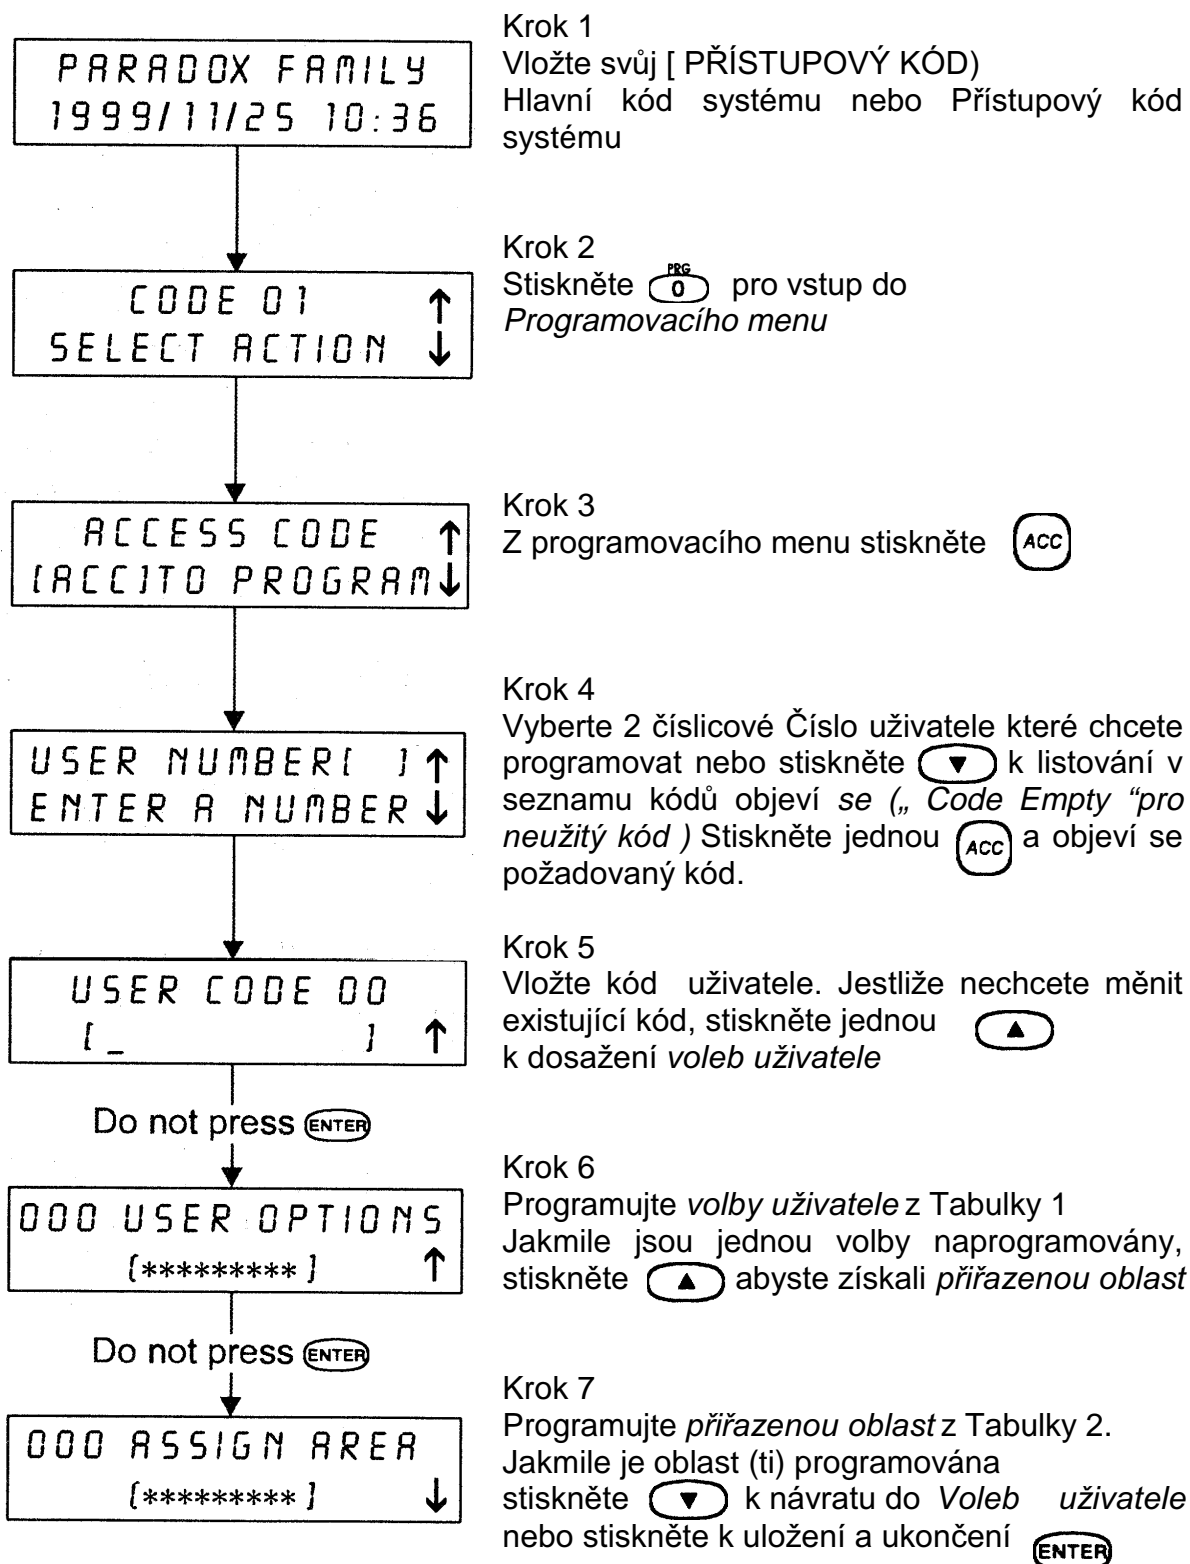 Krok 1
PARADOX FAMILY
1999/11/25 10:36
Vložte svůj [ PŘÍSTUPOVÝ KÓD)
Hlavní kód systému nebo Přístupový kód
systému
Krok 2
CODE 01 ↑
SELECT ACTION ↓
Stiskněte PRG 0 pro vstup do
Programovacího menu
Krok 3
ACCESS CODE ↑
[ACC]TO PROGRAM↓
Z programovacího menu stiskněte ACC
Krok 4
USER NUMBER[ ] ↑
ENTER A NUMBER ↓
Vyberte 2 číslicové Číslo uživatele které chcete
programovat nebo stiskněte ▼ k listování v
seznamu kódů objeví se („ Code Empty “pro
neužitý kód ) Stiskněte jednou ACC a objeví se
požadovaný kód.
Krok 5
USER CODE 00
[_ ] ↑
Vložte kód uživatele. Jestliže nechcete měnit
existující kód, stiskněte jednou ▲
k dosažení voleb uživatele
Do not press ENTER
Krok 6
000 USER OPTIONS
[*********] ↑
Programujte volby uživatele z Tabulky 1
Jakmile jsou jednou volby naprogramovány,
stiskněte ▲ abyste získali přiřazenou oblast
Do not press ENTER
Krok 7
000 ASSIGN AREA
[*********] ↓
Programujte přiřazenou oblast z Tabulky 2.
Jakmile je oblast (ti) programována
stiskněte ▼ k návratu do Voleb uživatele
nebo stiskněte k uložení a ukončení ENTER